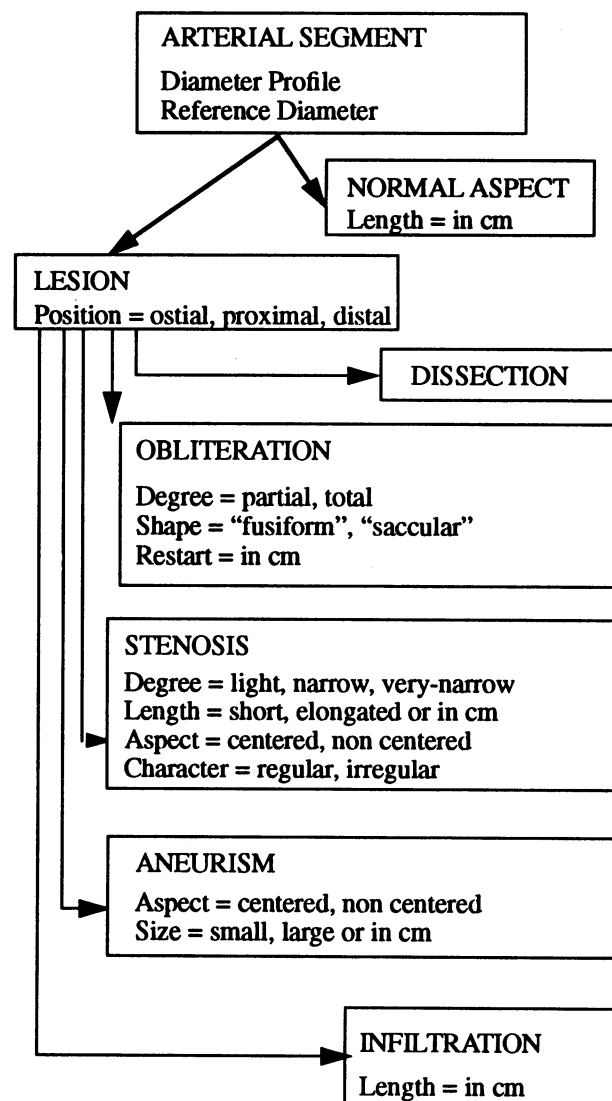 ARTERIAL SEGMENT
Diameter Profile
Reference Diameter
NORMAL ASPECT
Length = in cm
LESION
Position = ostial, proximal, distal
DISSECTION
OBLITERATION
Degree = partial, total
Shape = “fusiform”, “saccular”
Restart = in cm
STENOSIS
Degree = light, narrow, very-narrow
Length = short, elongated or in cm
Aspect = centered, non centered
Character = regular, irregular
ANEURISM
Aspect = centered, non centered
Size = small, large or in cm
INFILTRATION
Length = in cm